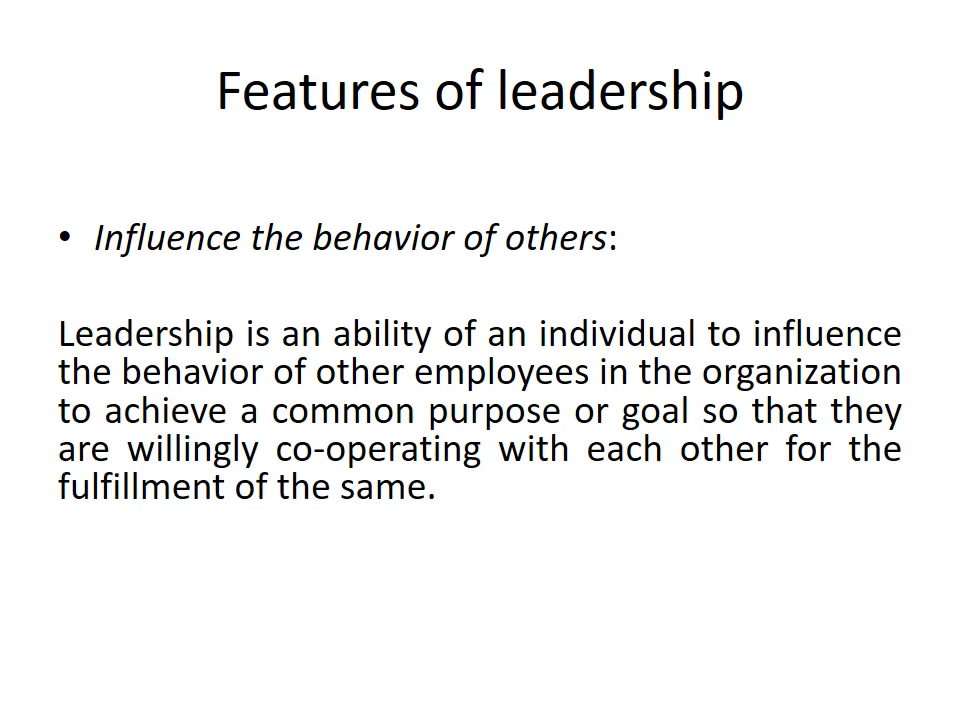 Features of leadership
• Influence the behavior of others:
Leadership is an ability of an individual to influence
the behavior of other employees in the organization
to achieve a common purpose or goal so that they
are willingly co-operating with each other for the
fulfillment of the same.